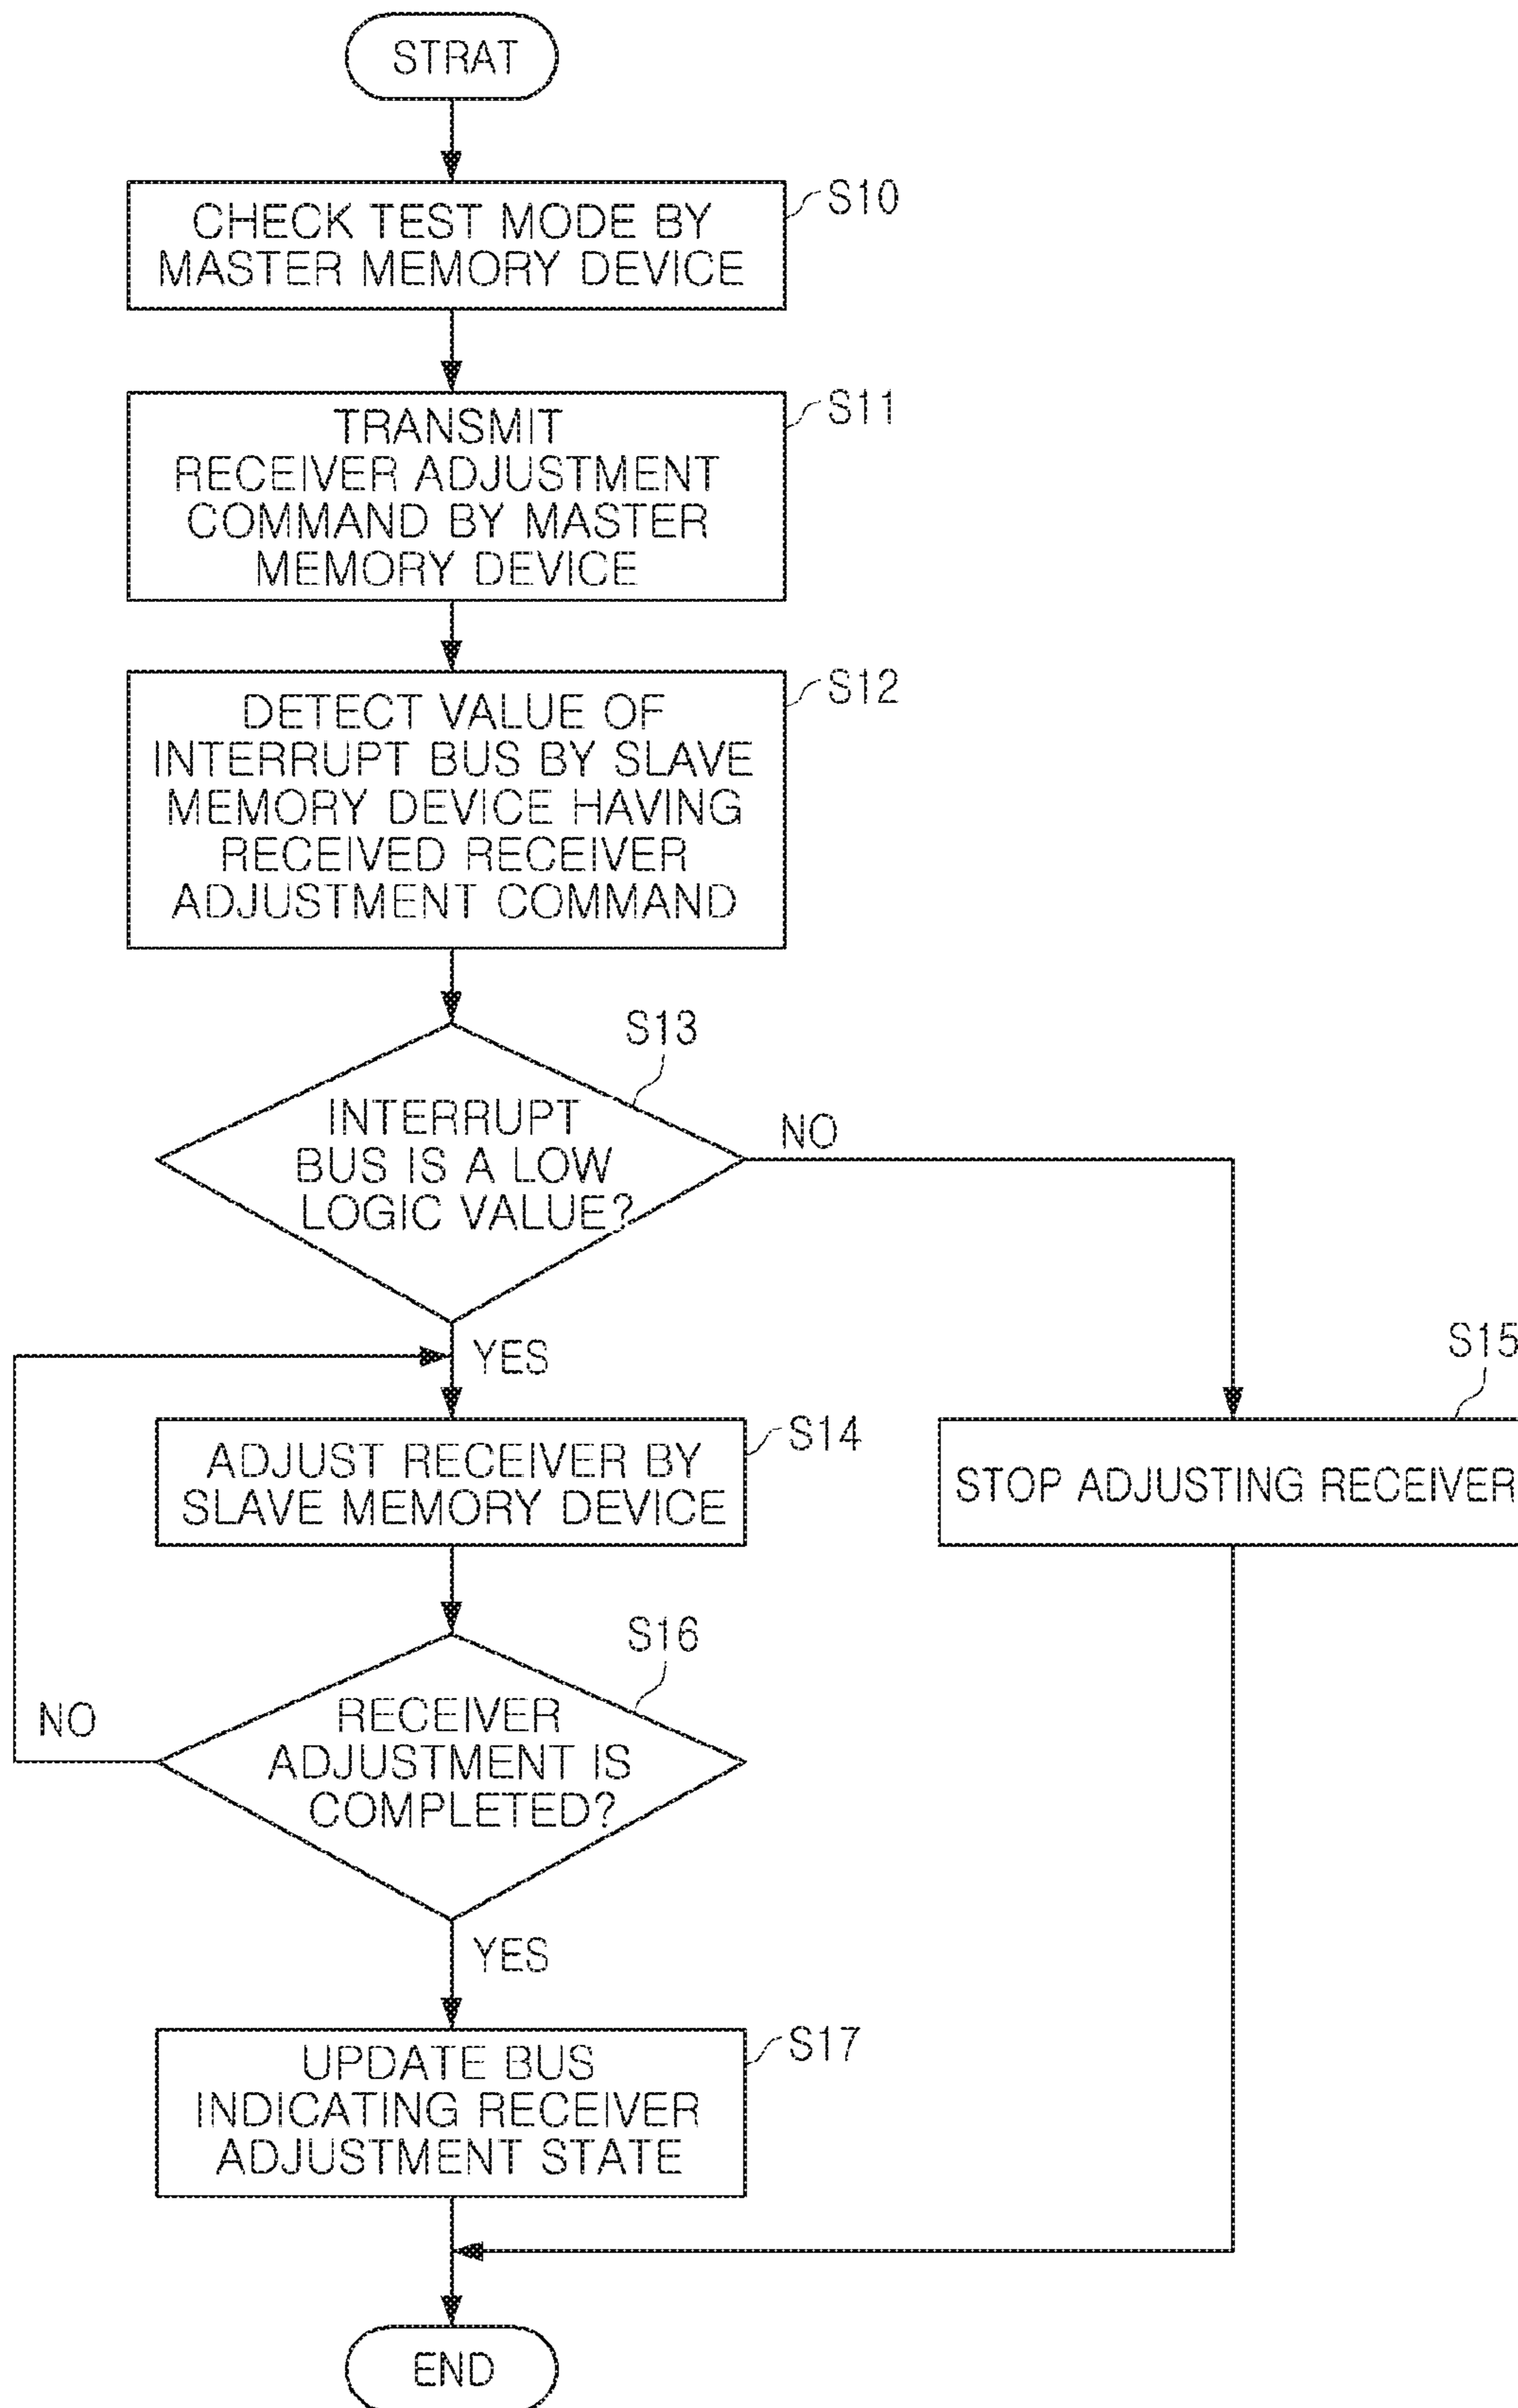 STRAT
CHECK TEST MODE BY
MASTER MEMORY DEVICE
S10
TRANSMIT
RECEIVER ADJUSTMENT
COMMAND BY MASTER
MEMORY DEVICE
S11
DETECT VALUE OF
INTERRUPT BUS BY SLAVE
MEMORY DEVICE HAVING
RECEIVED RECEIVER
ADJUSTMENT COMMAND
S12
S13
INTERRUPT
BUS IS A LOW
LOGIC VALUE?
NO
YES
ADJUST RECEIVER BY
SLAVE MEMORY DEVICE
S14
S15
STOP ADJUSTING RECEIVER
S16
RECEIVER
ADJUSTMENT IS
COMPLETED?
NO
YES
UPDATE BUS
INDICATING RECEIVER
ADJUSTMENT STATE
S17
END